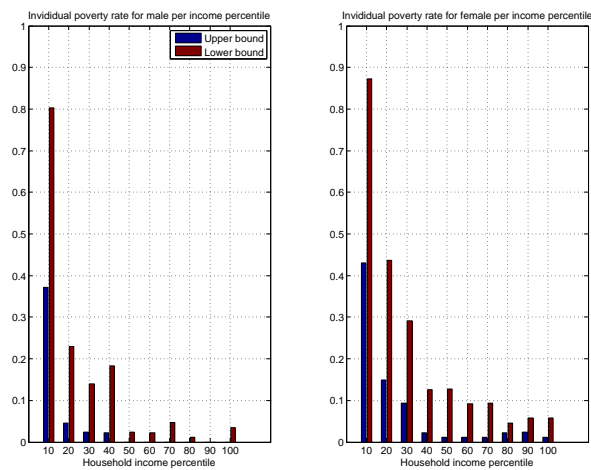 Invididual poverty rate for male per income percentile
Upper bound
Lower bound
1
0.9
0.8
0.7
0.6
0.5
0.4
0.3
0.2
0.1
0
10 20 30 40 50 60 70 80 90 100
Household income percentile
Invididual poverty rate for female per income percentile
1
0.9
0.8
0.7
0.6
0.5
0.4
0.3
0.2
0.1
0
10 20 30 40 50 60 70 80 90 100
Household income percentile